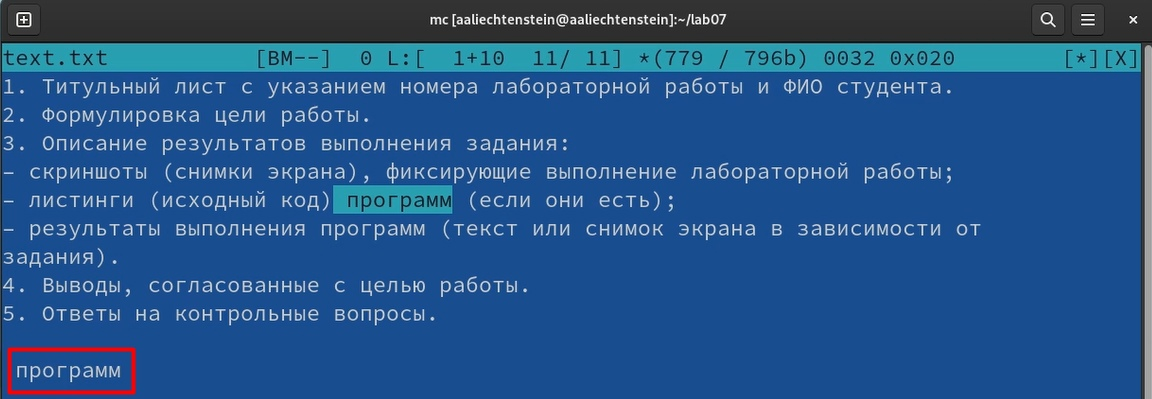 mc [aaliechtenstein@aaliechtenstein]:~/lab07
text.txt [BM--] 0 L:[ 1+10 11/ 11] *(779 / 796b) 0032 0x020 [*][X]
1. Титульный лист с указанием номера лабораторной работы и ФИО студента.
2. Формулировка цели работы.
3. Описание результатов выполнения задания:
– скриншоты (снимки экрана), фиксирующие выполнение лабораторной работы;
– листинги (исходный код) программ (если они есть);
– результаты выполнения программ (текст или снимок экрана в зависимости от
задания).
4. Выводы, согласованные с целью работы.
5. Ответы на контрольные вопросы.
программ